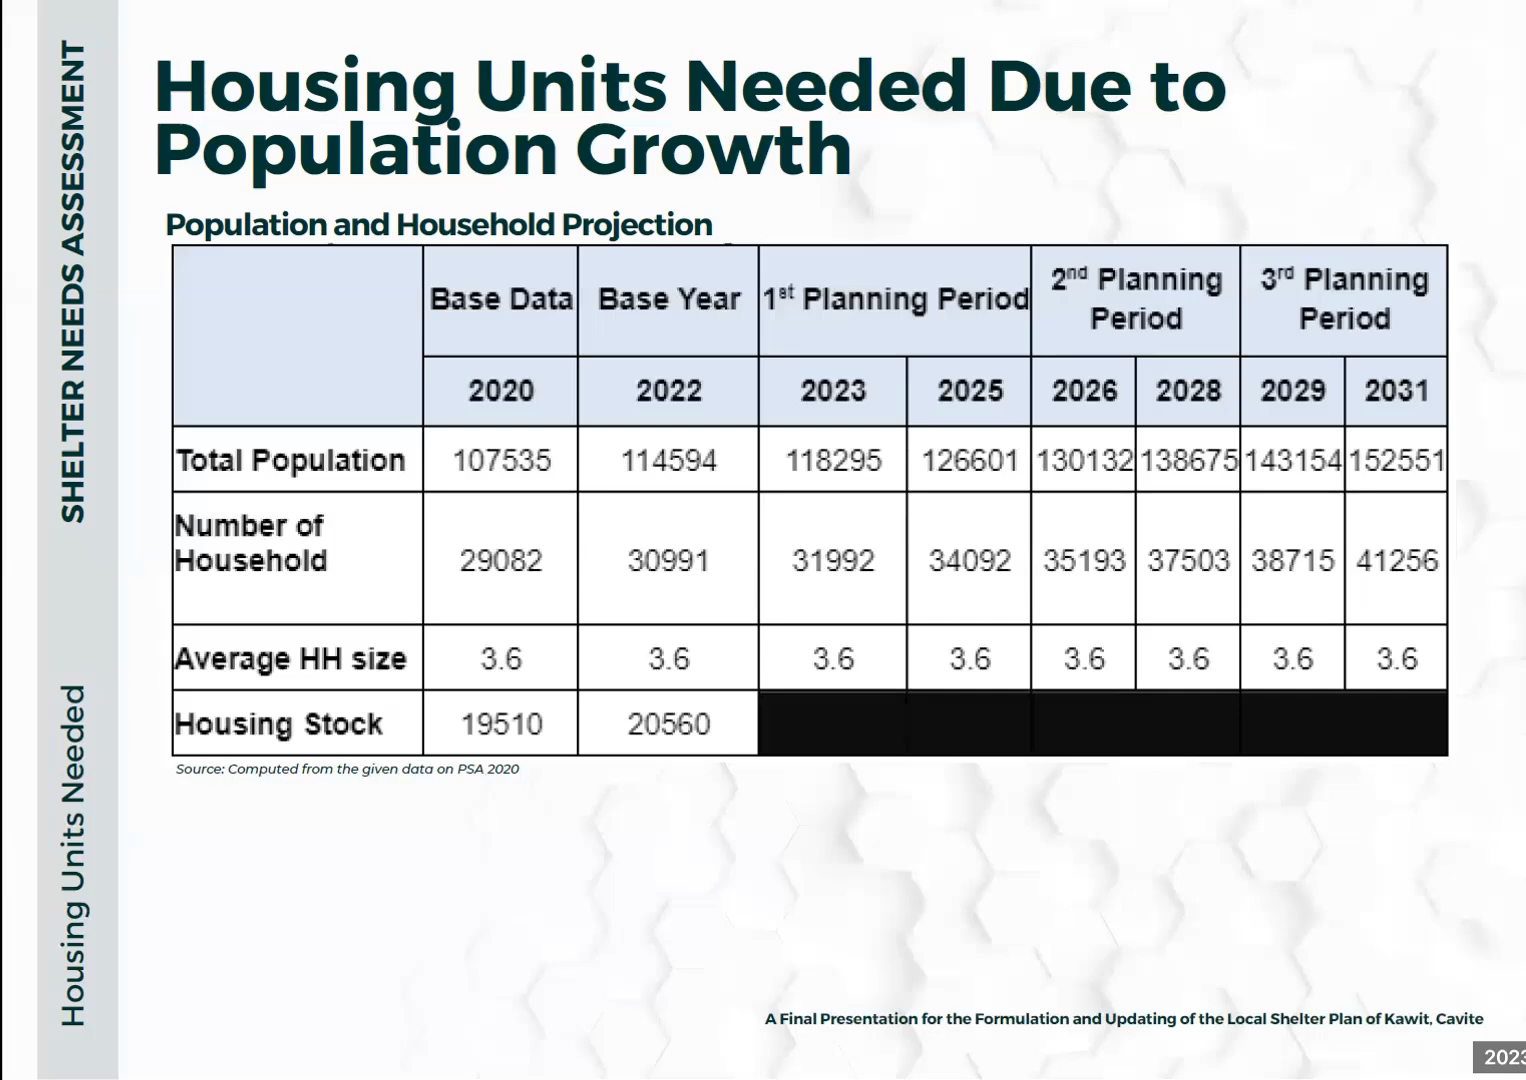 SHELTER NEEDS ASSESSMENT
Housing Units Needed
Housing Units Needed Due to
Population Growth
Population and Household Projection
Base Data Base Year 1st Planning Period 2nd Planning Period 3rd Planning Period
2020 2022 2023 2025 2026 2028 2029 2031
Total Population 107535 114594 118295 126601 130132 138675 143154 152551
Number of
Household 29082 30991 31992 34092 35193 37503 38715 41256
Average HH size 3.6 3.6 3.6 3.6 3.6 3.6 3.6 3.6
Housing Stock 19510 20560
Source: Computed from the given data on PSA 2020
A Final Presentation for the Formulation and Updating of the Local Shelter Plan of Kawit, Cavite
2023